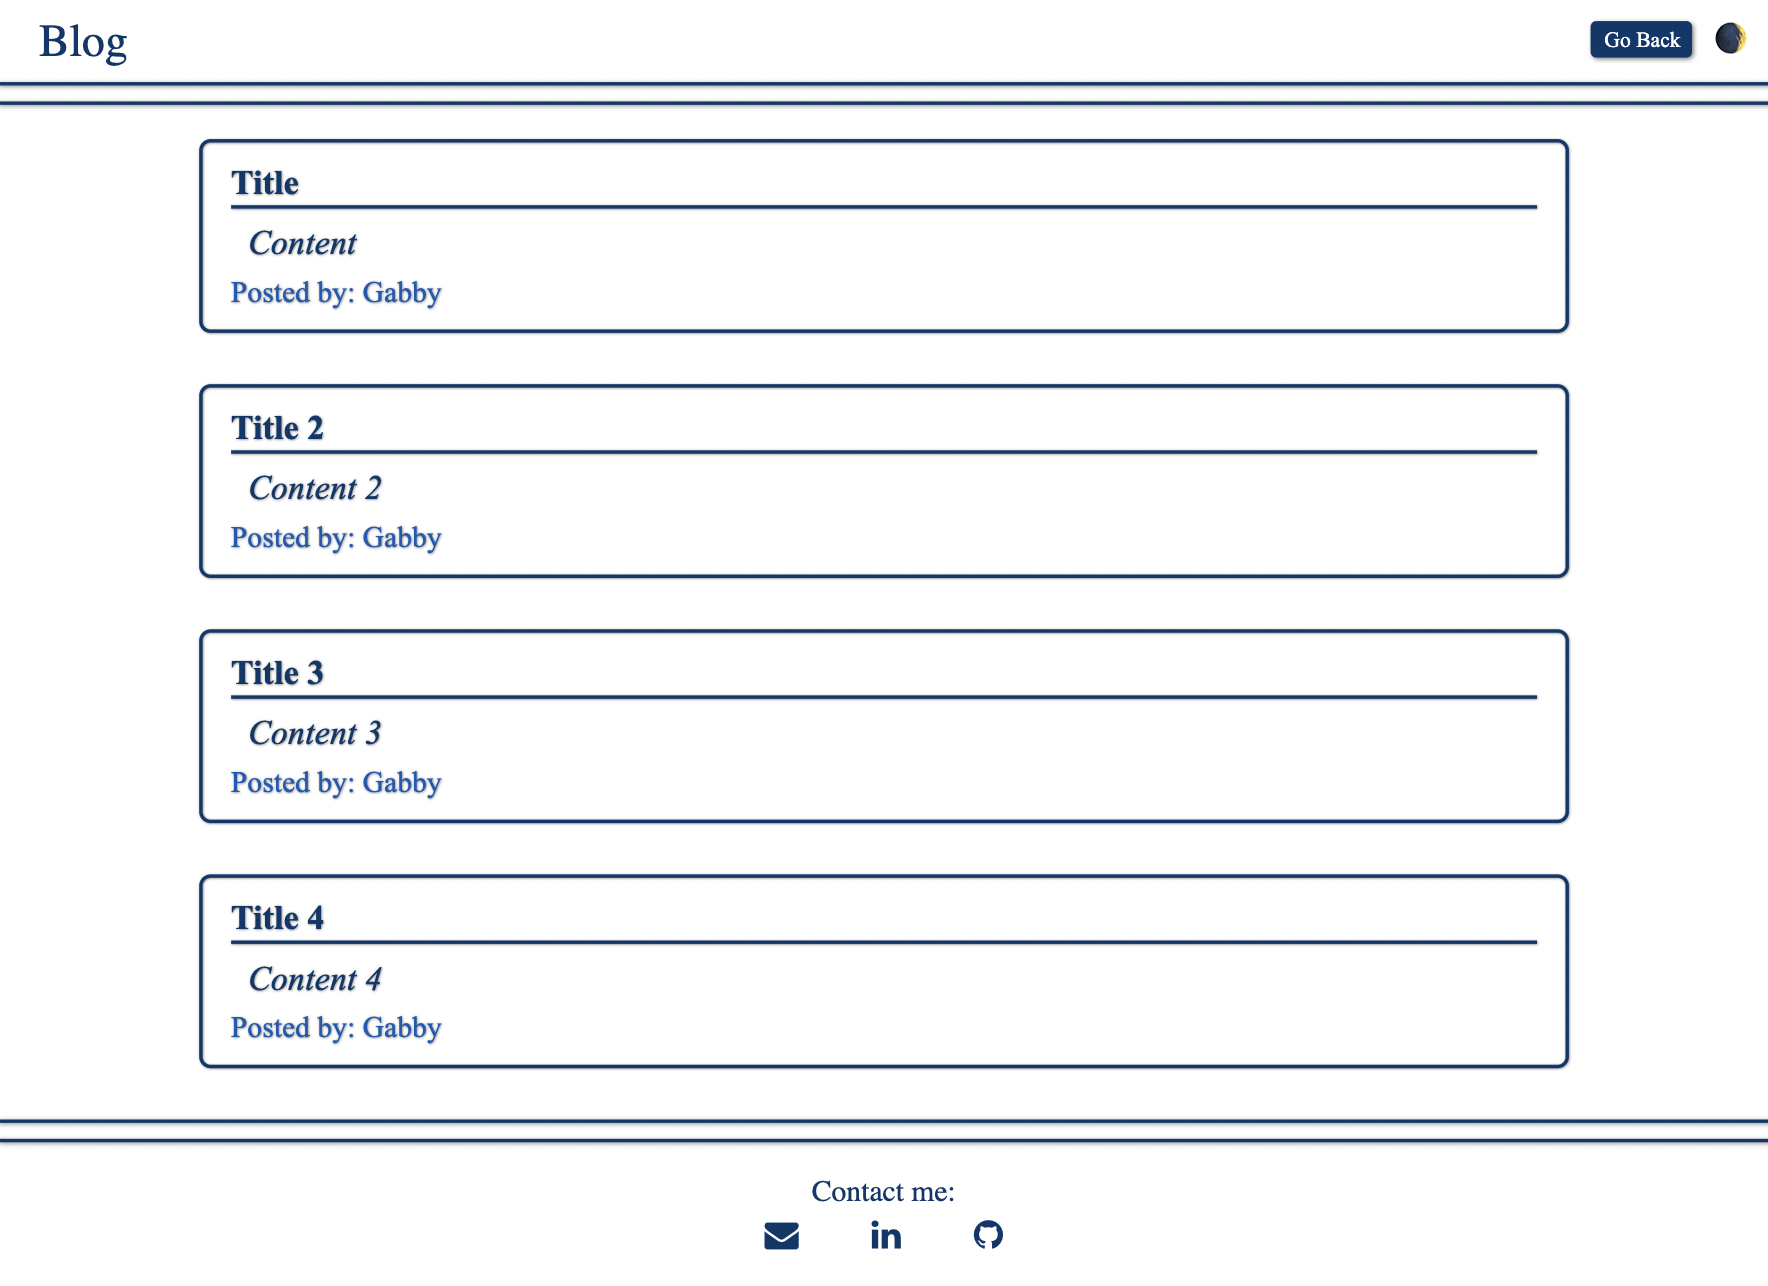 Blog
Go Back
Title
Content
Posted by: Gabby
Title 2
Content 2
Posted by: Gabby
Title 3
Content 3
Posted by: Gabby
Title 4
Content 4
Posted by: Gabby
Contact me:
in